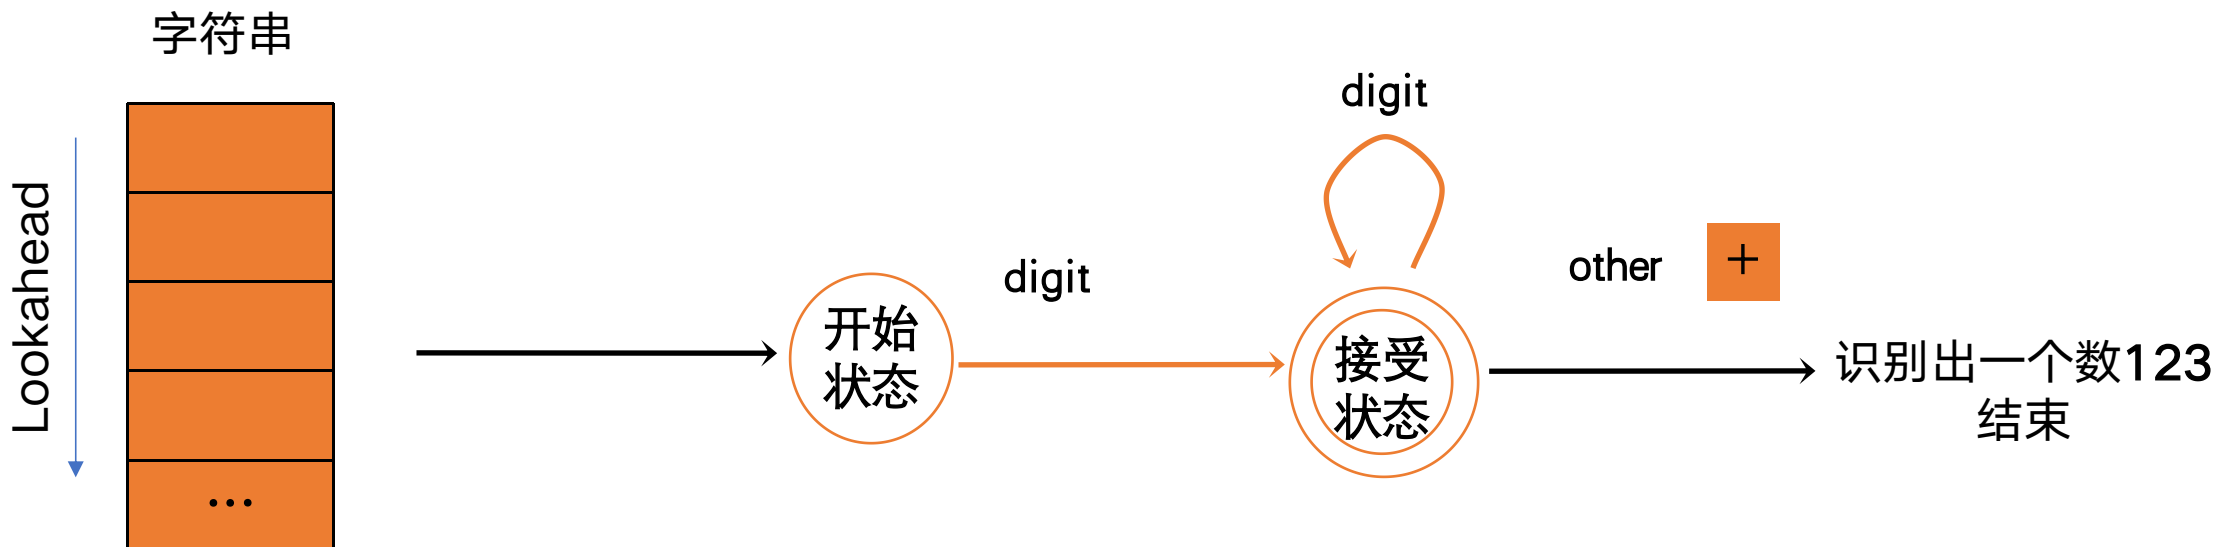 字符串
Lookahead
...
开始
状态
digit
digit
接受
状态
other
+
识别出一个数123
结束